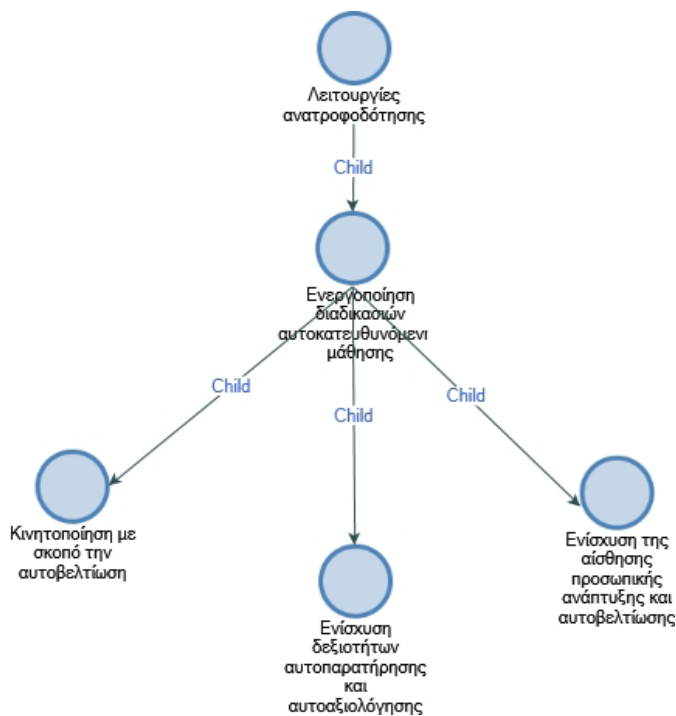 Λειτουργίες
ανατροφοδότησης
Child
Ενεργοποίηση
διαδικασιών
αυτοκατευθυνόμενι
μάθησης
Child
Child
Child
Κινητοποίηση με
σκοπό την
αυτοβελτίωση
Ενίσχυση
δεξιοτήτων
αυτοπαρατήρησης
και
αυτοαξιολόγησης
Ενίσχυση της
αίσθησης
προσωπικής
ανάπτυξης και
αυτοβελτίωσης